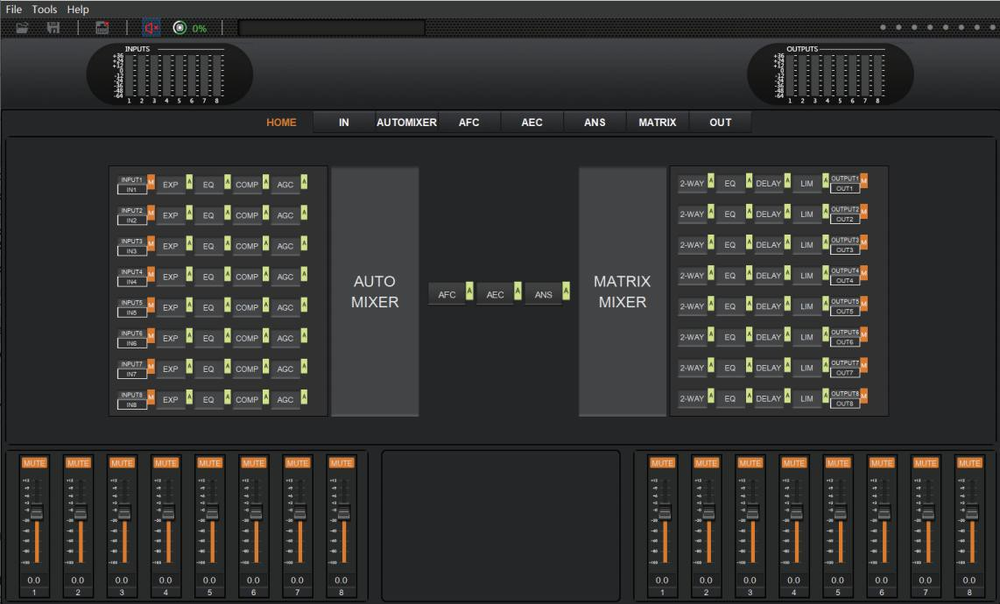 File Tools Help
0%
INPUTS
+36
+24
+12
0
-12
-24
-36
-48
-64
1 2 3 4 5 6 7 8
OUTPUTS
+36
+24
+12
0
-12
-24
-36
-48
-64
1 2 3 4 5 6 7 8
HOME IN AUTOMIXER AFC AEC ANS MATRIX OUT
INPUT1 M EXP A EQ A COMP A AGC A
IN1
INPUT2 M EXP A EQ A COMP A AGC A
IN2
INPUT3 M EXP A EQ A COMP A AGC A
IN3
INPUT4 M EXP A EQ A COMP A AGC A
IN4
INPUT5 M EXP A EQ A COMP A AGC A
IN5
INPUT6 M EXP A EQ A COMP A AGC A
IN6
INPUT7 M EXP A EQ A COMP A AGC A
IN7
INPUT8 M EXP A EQ A COMP A AGC A
IN8
AUTO
MIXER
AFC A AEC A ANS A
MATRIX
MIXER
2-WAY A EQ A DELAY A LIM A OUTPUT1 M
OUT1
2-WAY A EQ A DELAY A LIM A OUTPUT2 M
OUT2
2-WAY A EQ A DELAY A LIM A OUTPUT3 M
OUT3
2-WAY A EQ A DELAY A LIM A OUTPUT4 M
OUT4
2-WAY A EQ A DELAY A LIM A OUTPUT5 M
OUT5
2-WAY A EQ A DELAY A LIM A OUTPUT6 M
OUT6
2-WAY A EQ A DELAY A LIM A OUTPUT7 M
OUT7
2-WAY A EQ A DELAY A LIM A OUTPUT8 M
OUT8
MUTE MUTE MUTE MUTE MUTE MUTE MUTE MUTE
0.0 0.0 0.0 0.0 0.0 0.0 0.0 0.0
1 2 3 4 5 6 7 8
MUTE MUTE MUTE MUTE MUTE MUTE MUTE MUTE
0.0 0.0 0.0 0.0 0.0 0.0 0.0 0.0
1 2 3 4 5 6 7 8